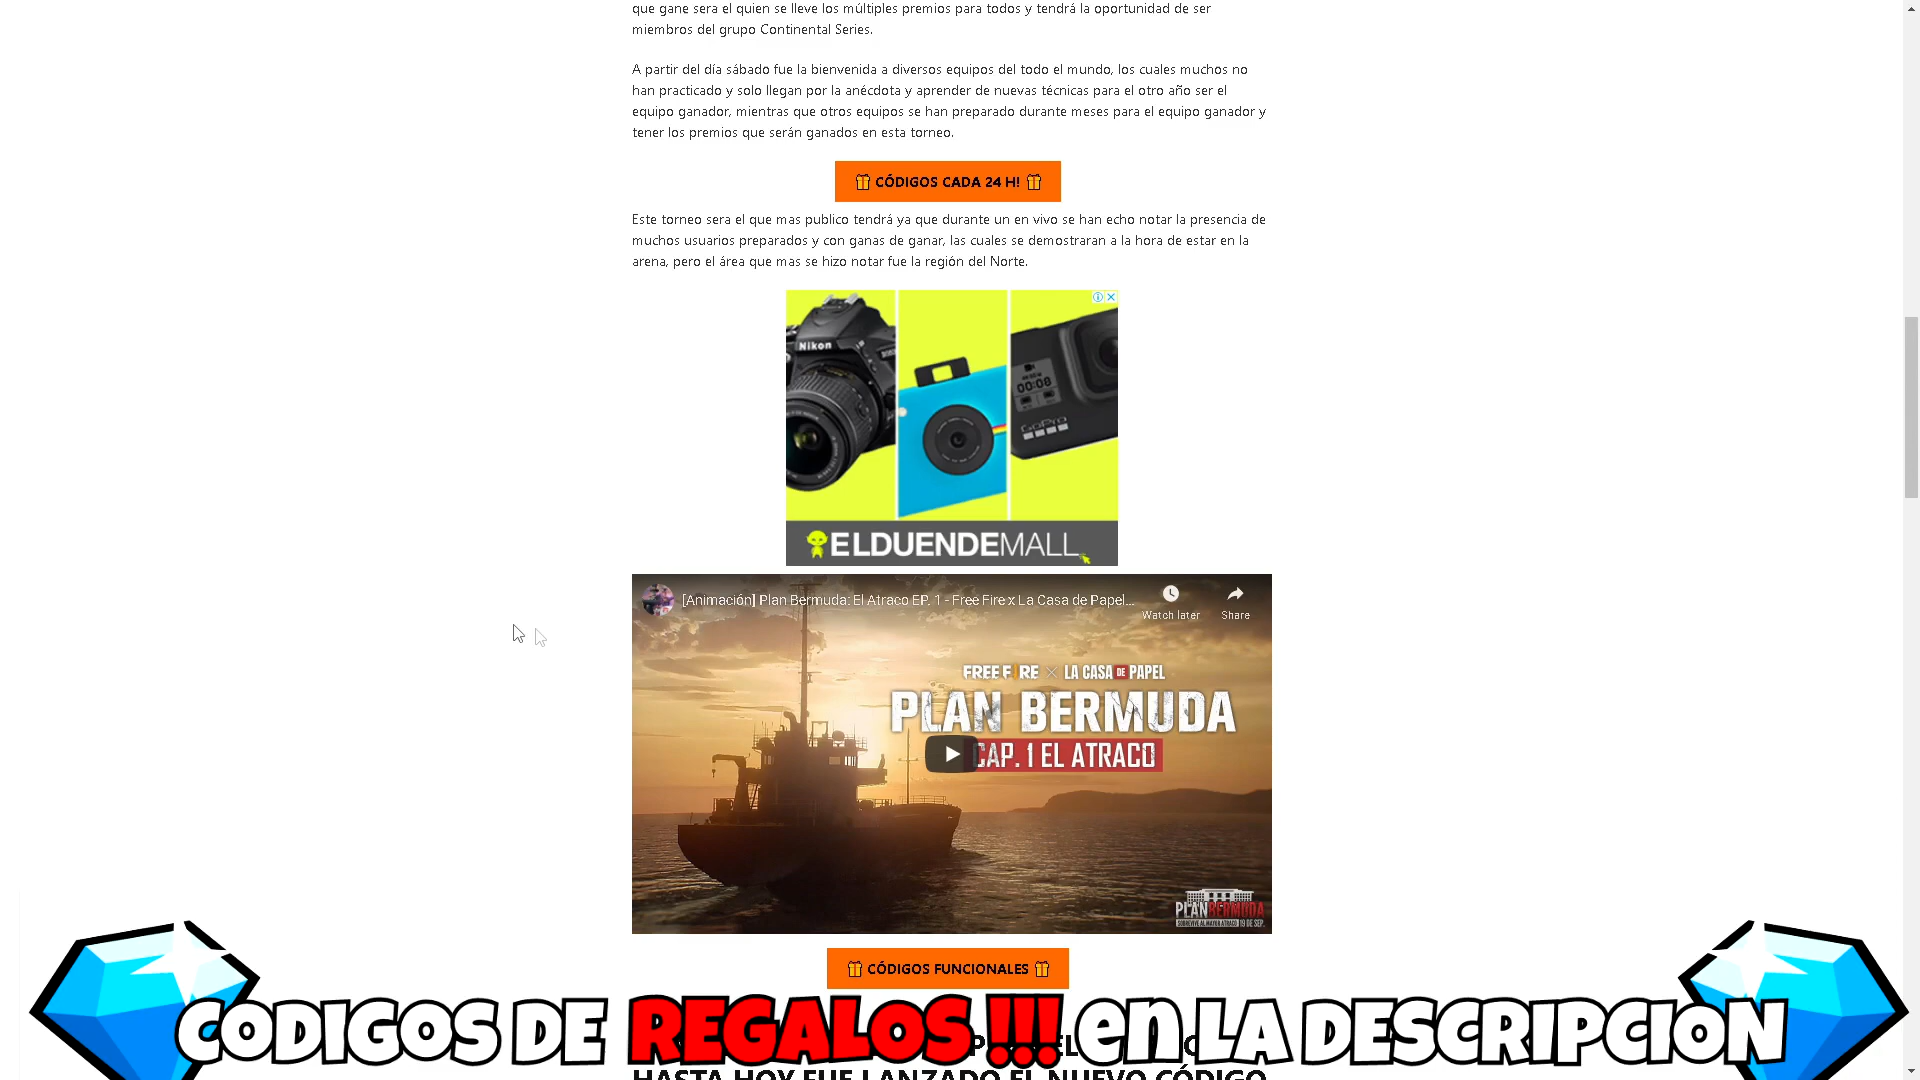 que gane sera el quien se lleve los múltiples premios para todos y tendrá la oportunidad de ser
miembros del grupo Continental Series.
A partir del día sábado fue la bienvenida a diversos equipos del todo el mundo, los cuales muchos no
han practicado y solo llegan por la anécdota y aprender de nuevas técnicas para el otro año ser el
equipo ganador, mientras que otros equipos se han preparado durante meses para el equipo ganador y
tener los premios que serán ganados en esta torneo.
CÓDIGOS CADA 24 H!
Este torneo sera el que mas publico tendrá ya que durante un en vivo se han echo notar la presencia de
muchos usuarios preparados y con ganas de ganar, las cuales se demostraran a la hora de estar en la
arena, pero el área que mas se hizo notar fue la región del Norte.
Nikon
00:08
GoPro
ELDUENDEMALL
[Animación] Plan Bermuda: El Atraco EP. 1 - Free Fire x La Casa de Papel...
Watch later
Share
FREE FIRE X LA CASA DE PAPEL
PLAN BERMUDA
CAP. 1 EL ATRACO
PLAN BERMUDA
CÓDIGOS FUNCIONALES
CODIGOS DE REGALOS !!! en LA DESCRIPCION
HASTA HOY FUE LANZADO EL NUEVO CÓDIGO